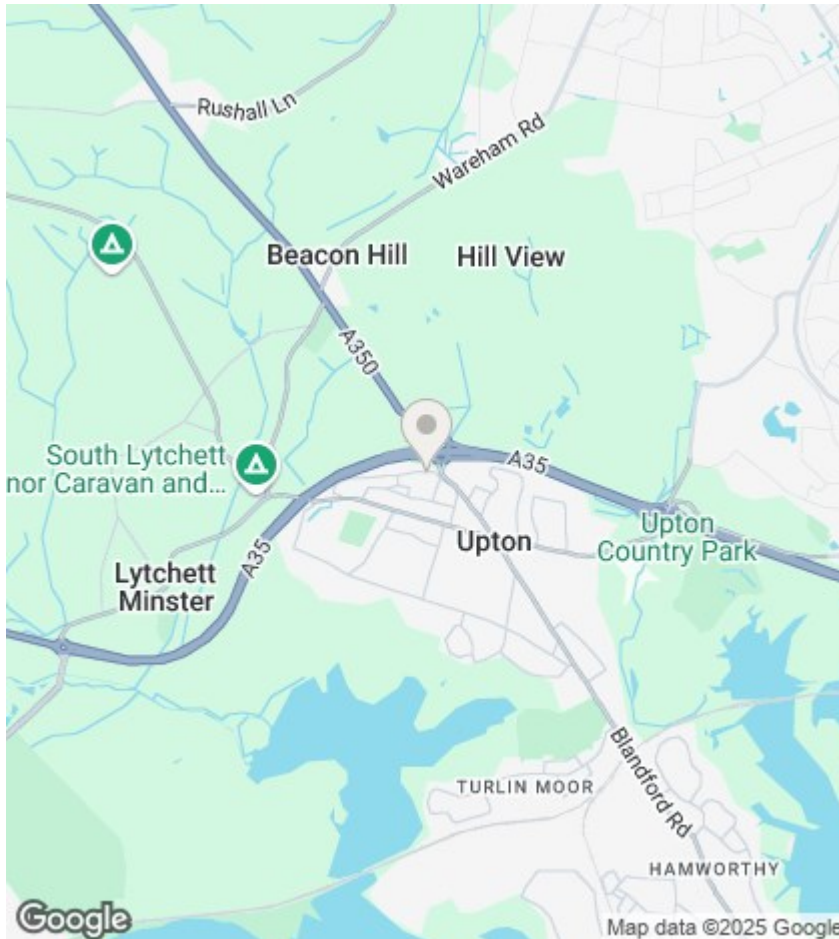 Rushall Ln
Wareham Rd
Beacon Hill
Hill View
A350
South Lytchett
nor Caravan and...
A35
Upton
Upton
Country Park
A35
Lytchett
Minster
Blandford Rd
TURLIN MOOR
HAMWORTHY
Google
Map data ©2025 Google